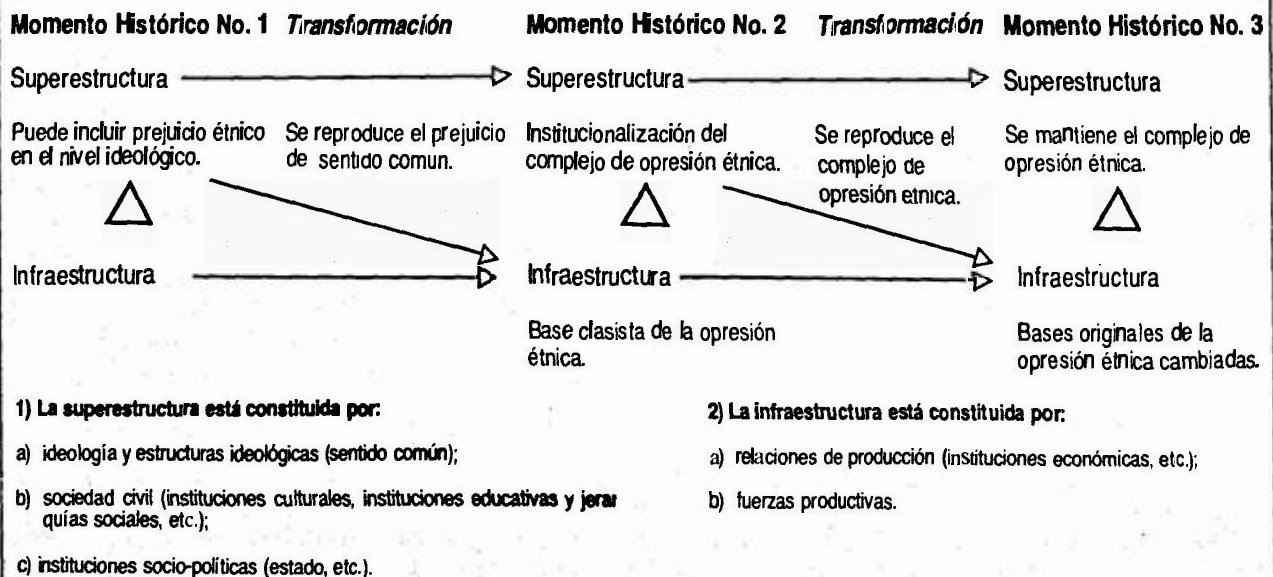 Momento Histórico No. 1 Transformación Momento Histórico No. 2 Transformación Momento Histórico No. 3
Superestructura Superestructura Superestructura
Puede incluir prejuicio étnico
en el nivel ideológico.
Se reproduce el prejuicio
de sentido comun.
Institucionalización del
complejo de opresión étnica.
Se reproduce el
complejo de
opresión etnica.
Se mantiene el complejo de
opresión étnica.
Infraestructura Infraestructura Infraestructura
Base clasista de la opresión
étnica.
Bases originales de la
opresión étnica cambiadas.
1) La superestructura está constituida por:
a) ideología y estructuras ideológicas (sentido común);
b) sociedad civil (instituciones culturales, instituciones educativas y jerar
quías sociales, etc.);
c) instituciones socio-políticas (estado, etc.).
2) La infraestructura está constituida por:
a) relaciones de producción (instituciones económicas, etc.);
b) fuerzas productivas.